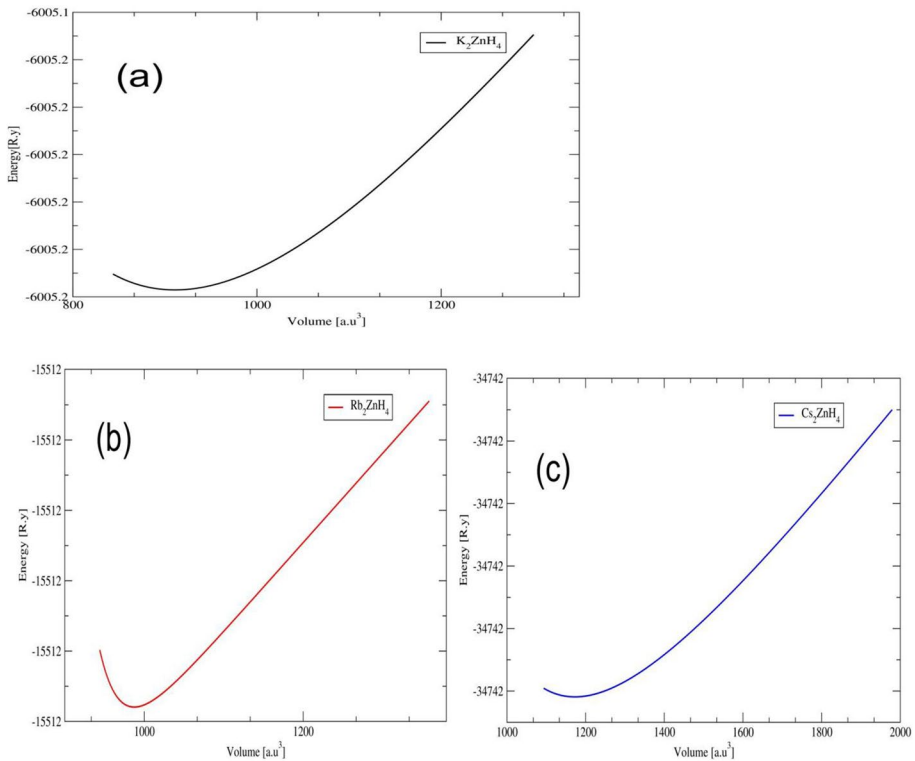 -6005.1
K₂ZnH₄
(a)
-6005.2
-6005.2
-6005.2
-6005.2
-6005.2
-6005.2
Energy[R.y]
800
1000
1200
Volume [a.u³]
-15512
Rb₂ZnH₄
(b)
-15512
-15512
-15512
-15512
-15512
Energy [R.y]
1000
1200
Volume [a.u³]
-34742
Cs₂ZnH₄
(c)
-34742
-34742
-34742
-34742
-34742
Energy [R.y]
1000
1200
1400
1600
1800
2000
Volume [a.u³]